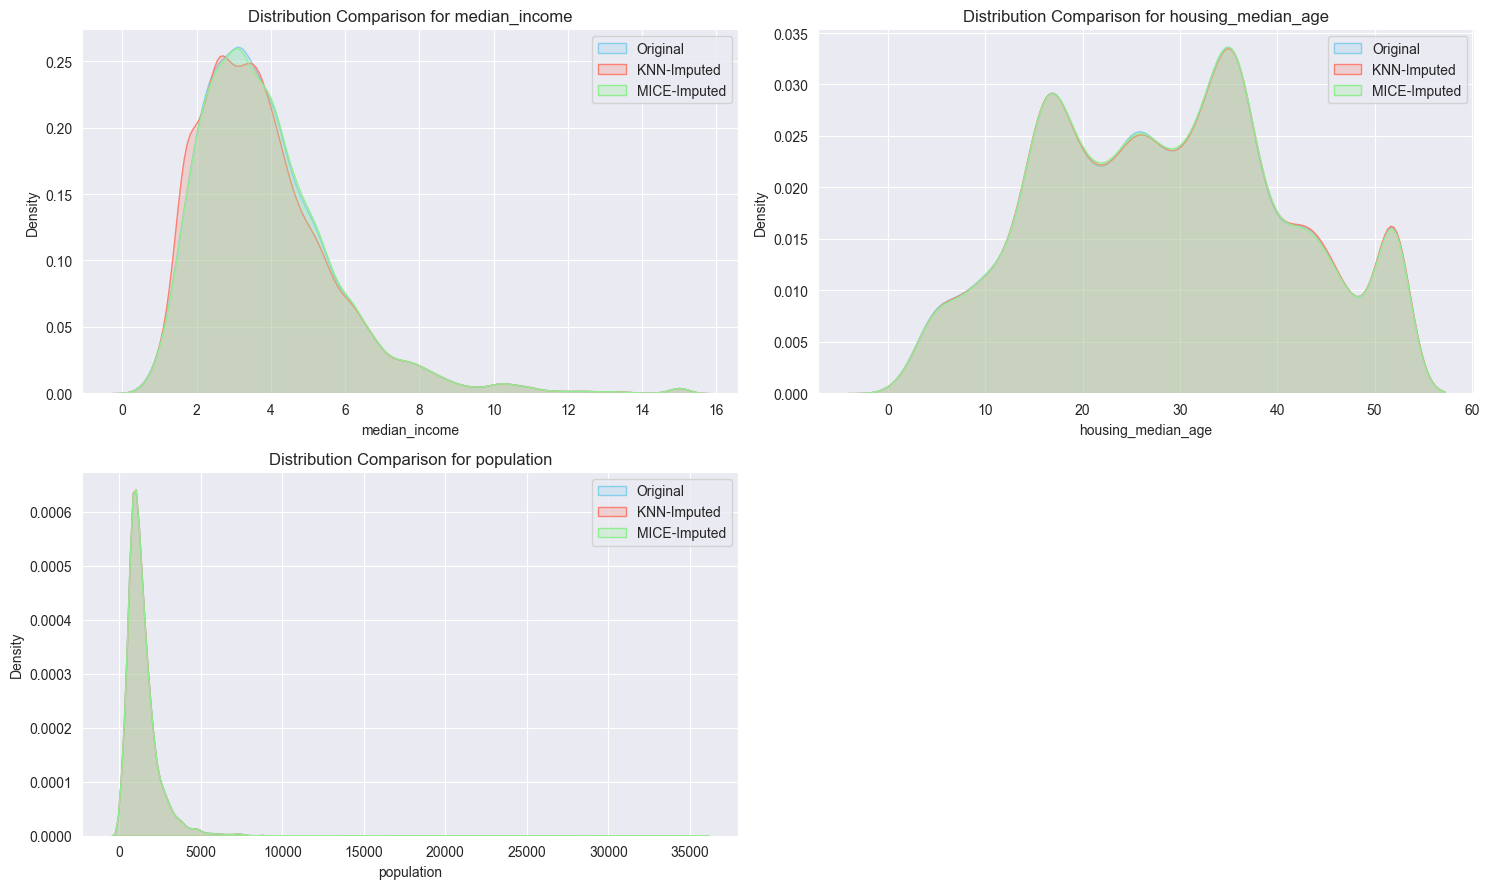 Distribution Comparison for median_income
Original
KNN-Imputed
MICE-Imputed
Density
0.25
0.20
0.15
0.10
0.05
0.00
0 2 4 6 8 10 12 14 16
median_income
Distribution Comparison for housing_median_age
Original
KNN-Imputed
MICE-Imputed
Density
0.035
0.030
0.025
0.020
0.015
0.010
0.005
0.000
0 10 20 30 40 50 60
housing_median_age
Distribution Comparison for population
Original
KNN-Imputed
MICE-Imputed
Density
0.0006
0.0005
0.0004
0.0003
0.0002
0.0001
0.0000
0 5000 10000 15000 20000 25000 30000 35000
population